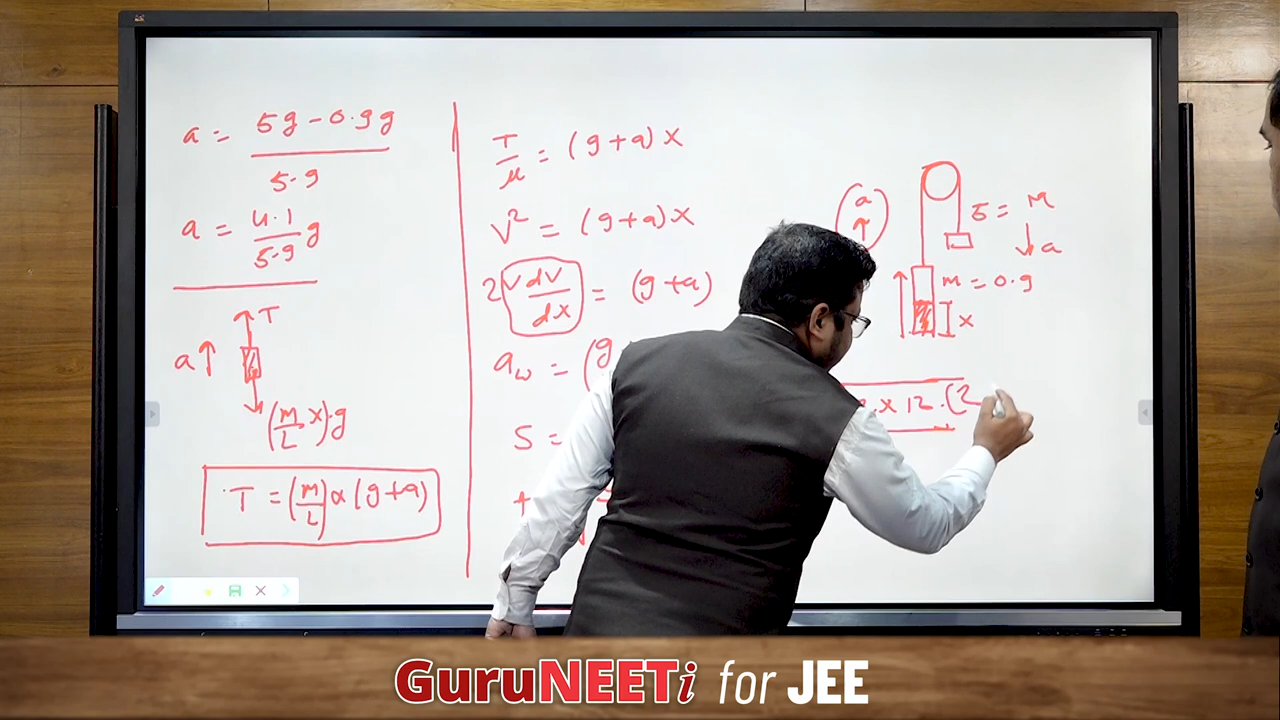 a = 5g - 0.9g
5.9
a = 4.1 g
5.9
T
a
(m/L x).g
T = (m/L) x (g+a)
T/μ = (g+a) x
V² = (g+a) x
2 V dV/dx = (g+a)
a_w = (g
S =
a
5 = M
a
m = 0.9
x
x 12 . (2
GuruNEETi for JEE